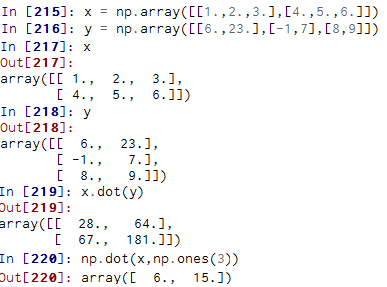 In [215]: x = np.array([[1.,2.,3.],[4.,5.,6.]])
In [216]: y = np.array([[6.,23.],[-1,7],[8,9]])
In [217]: x
Out[217]:
array([[ 1., 2., 3.],
[ 4., 5., 6.]])
In [218]: y
Out[218]:
array([[ 6., 23.],
[ -1., 7.],
[ 8., 9.]])
In [219]: x.dot(y)
Out[219]:
array([[ 28., 64.],
[ 67., 181.]])
In [220]: np.dot(x,np.ones(3))
Out[220]: array([ 6., 15.])